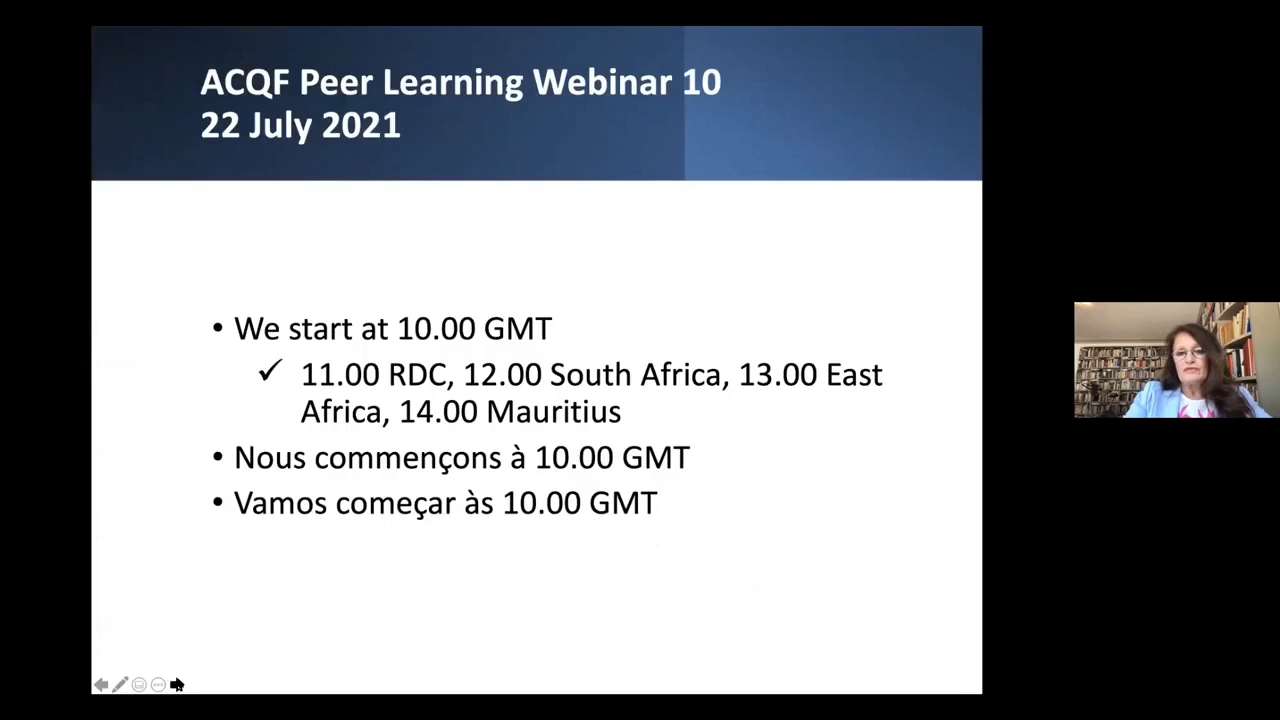 ACQF Peer Learning Webinar 10
22 July 2021
• We start at 10.00 GMT
✓ 11.00 RDC, 12.00 South Africa, 13.00 East
Africa, 14.00 Mauritius
• Nous commençons à 10.00 GMT
• Vamos começar às 10.00 GMT